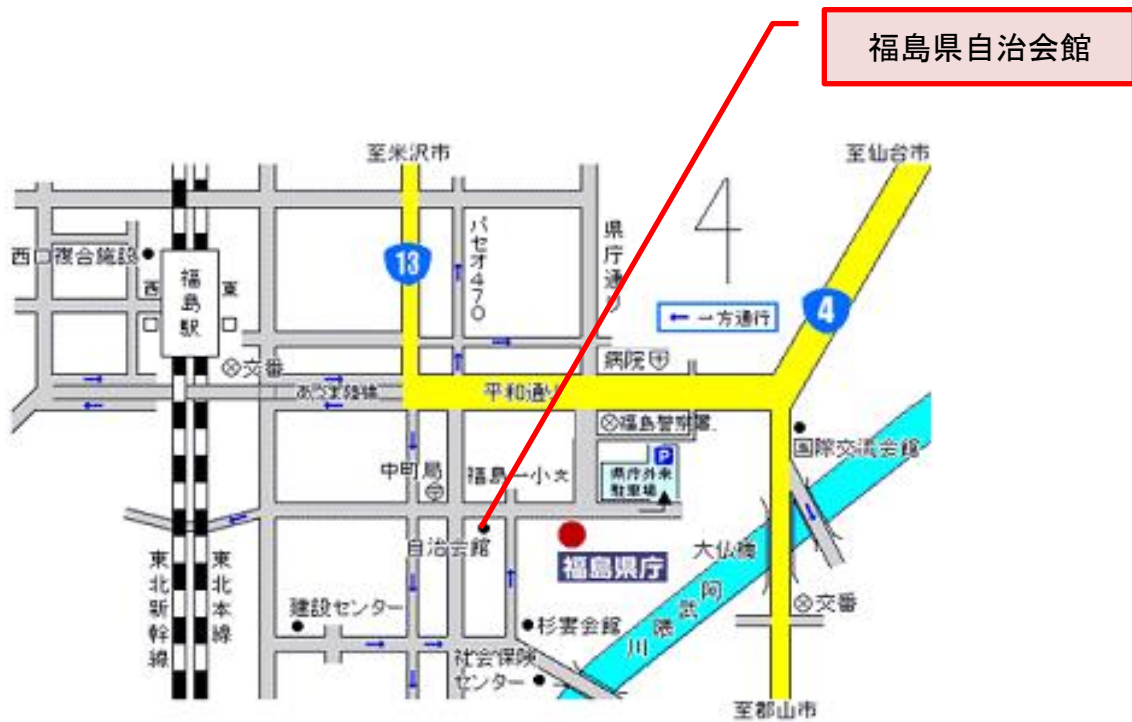 福島県自治会館
至米沢市
至仙台市
13
パセオ470
県庁通り
4
4
西口複合施設
西口
福島駅
東口
一方通行
交番
病院
あづま陸橋
平和通り
福島警察署
国際交流会館
中町局
福島一小
文
P
県庁外来
駐車場
自治会館
福島県庁
大仏橋
阿武隈川
東北新幹線
東北本線
建設センター
杉妻会館
交番
社会保険
センター
至郡山市